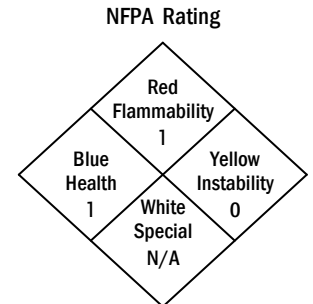 NFPA Rating
Red
Flammability
1
Blue
Health
1
Yellow
Instability
0
White
Special
N/A